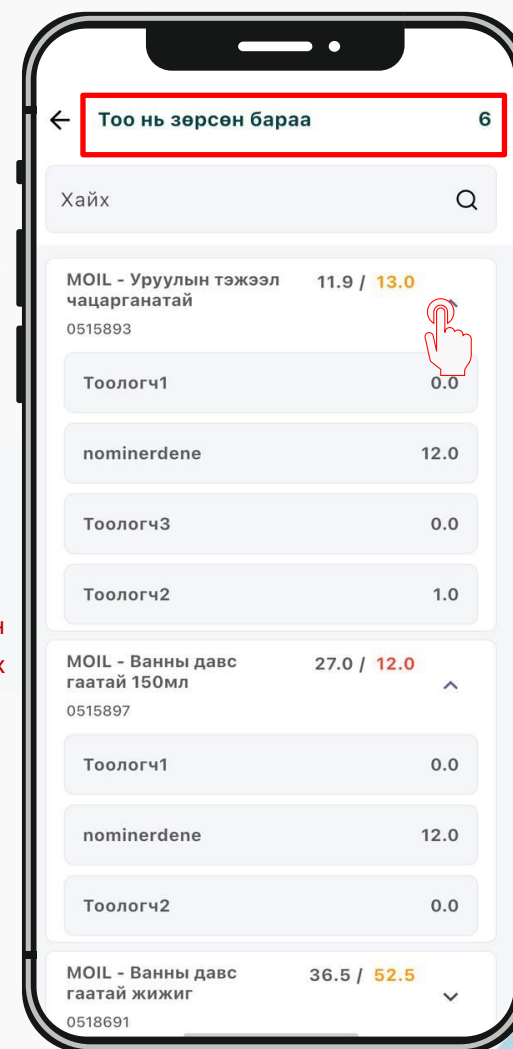 Тоо нь зөрсөн бараа 6
Хайх
MOIL - Уруулын тэжээл 11.9 / 13.0
чацарганатай
0515893
Тоологч1 0.0
nominerdene 12.0
Тоологч3 0.0
Тоологч2 1.0
MOIL - Ванны давс 27.0 / 12.0
гаатай 150мл
0515897
Тоологч1 0.0
nominerdene 12.0
Тоологч2 0.0
MOIL - Ванны давс 36.5 / 52.5
гаатай жижиг
0518691